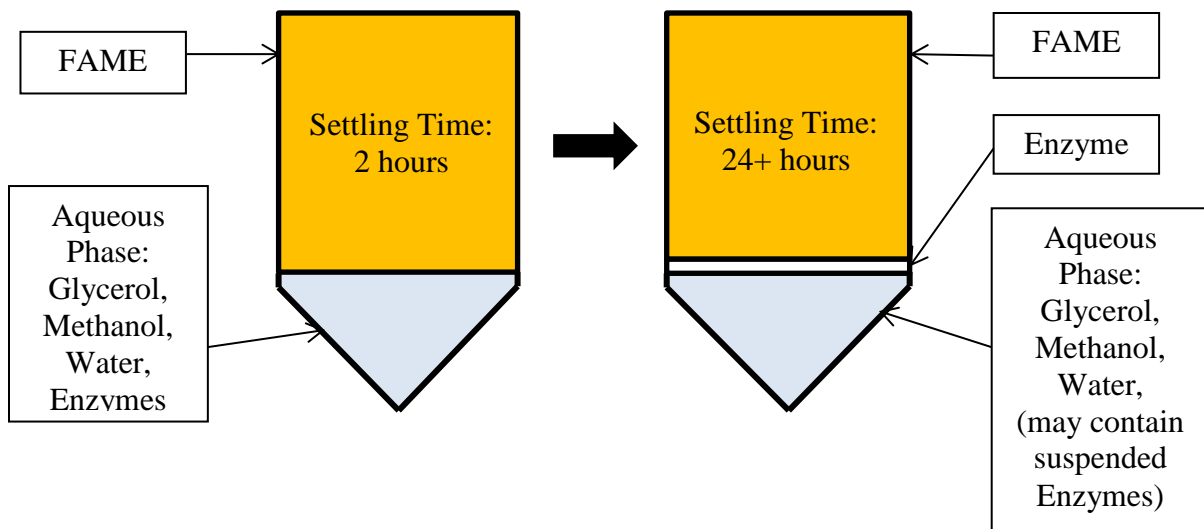 FAME
Settling Time:
2 hours
Aqueous
Phase:
Glycerol,
Methanol,
Water,
Enzymes
Settling Time:
24+ hours
FAME
Enzyme
Aqueous
Phase:
Glycerol,
Methanol,
Water,
(may contain
suspended
Enzymes)